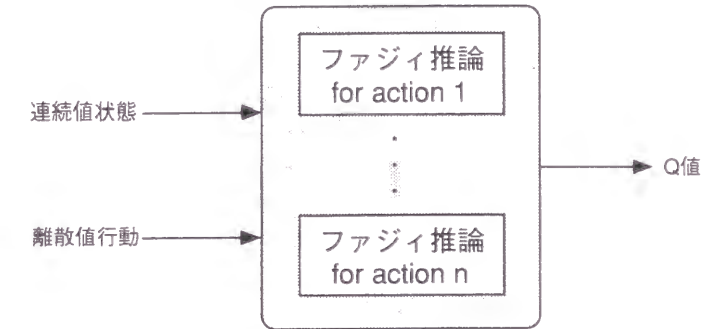 ファジィ推論
for action 1
連続値状態
Q値
離散値行動
ファジィ推論
for action n